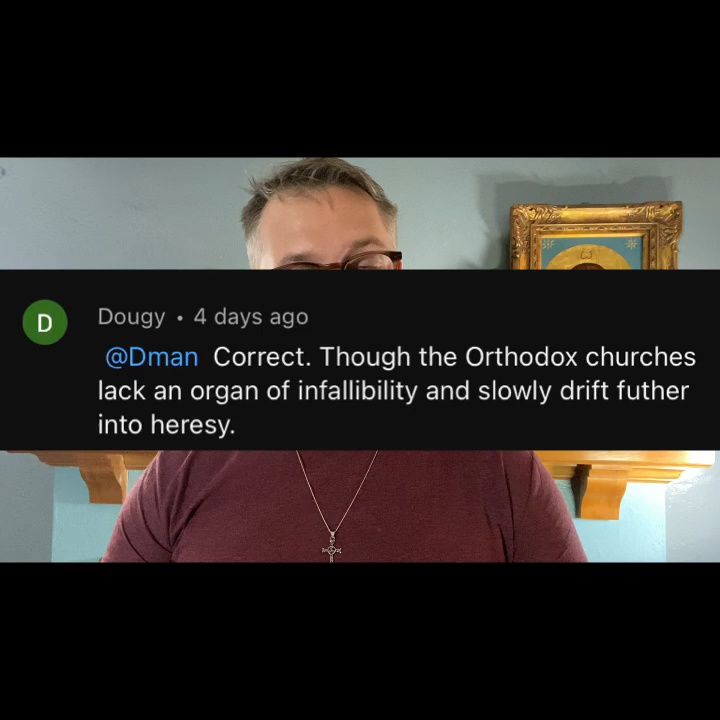 D
Dougy • 4 days ago
@Dman Correct. Though the Orthodox churches
lack an organ of infallibility and slowly drift futher
into heresy.